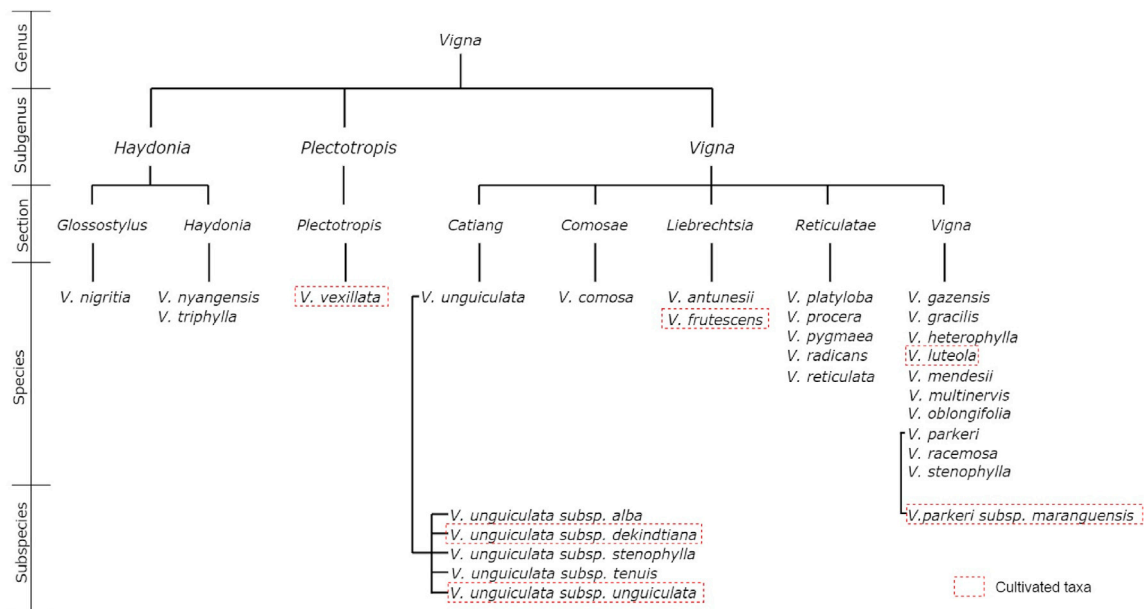 Genus
Vigna
Subgenus
Haydonia
Plectotropis
Vigna
Section
Glossostylus
Haydonia
Plectotropis
Catiang
Comosae
Liebrechtsia
Reticulatae
Vigna
Species
V. nigritia
V. nyangensis
V. triphylla
V. vexillata
V. unguiculata
V. comosa
V. antunesii
V. frutescens
V. platyloba
V. procera
V. pygmaea
V. radicans
V. reticulata
V. gazensis
V. gracilis
V. heterophylla
V. luteola
V. mendesii
V. multinervis
V. oblongifolia
V. parkeri
V. racemosa
V. stenophylla
Subspecies
V. unguiculata subsp. alba
V. unguiculata subsp. dekindtiana
V. unguiculata subsp. stenophylla
V. unguiculata subsp. tenuis
V. unguiculata subsp. unguiculata
V.parkeri subsp. maranguensis
Cultivated taxa